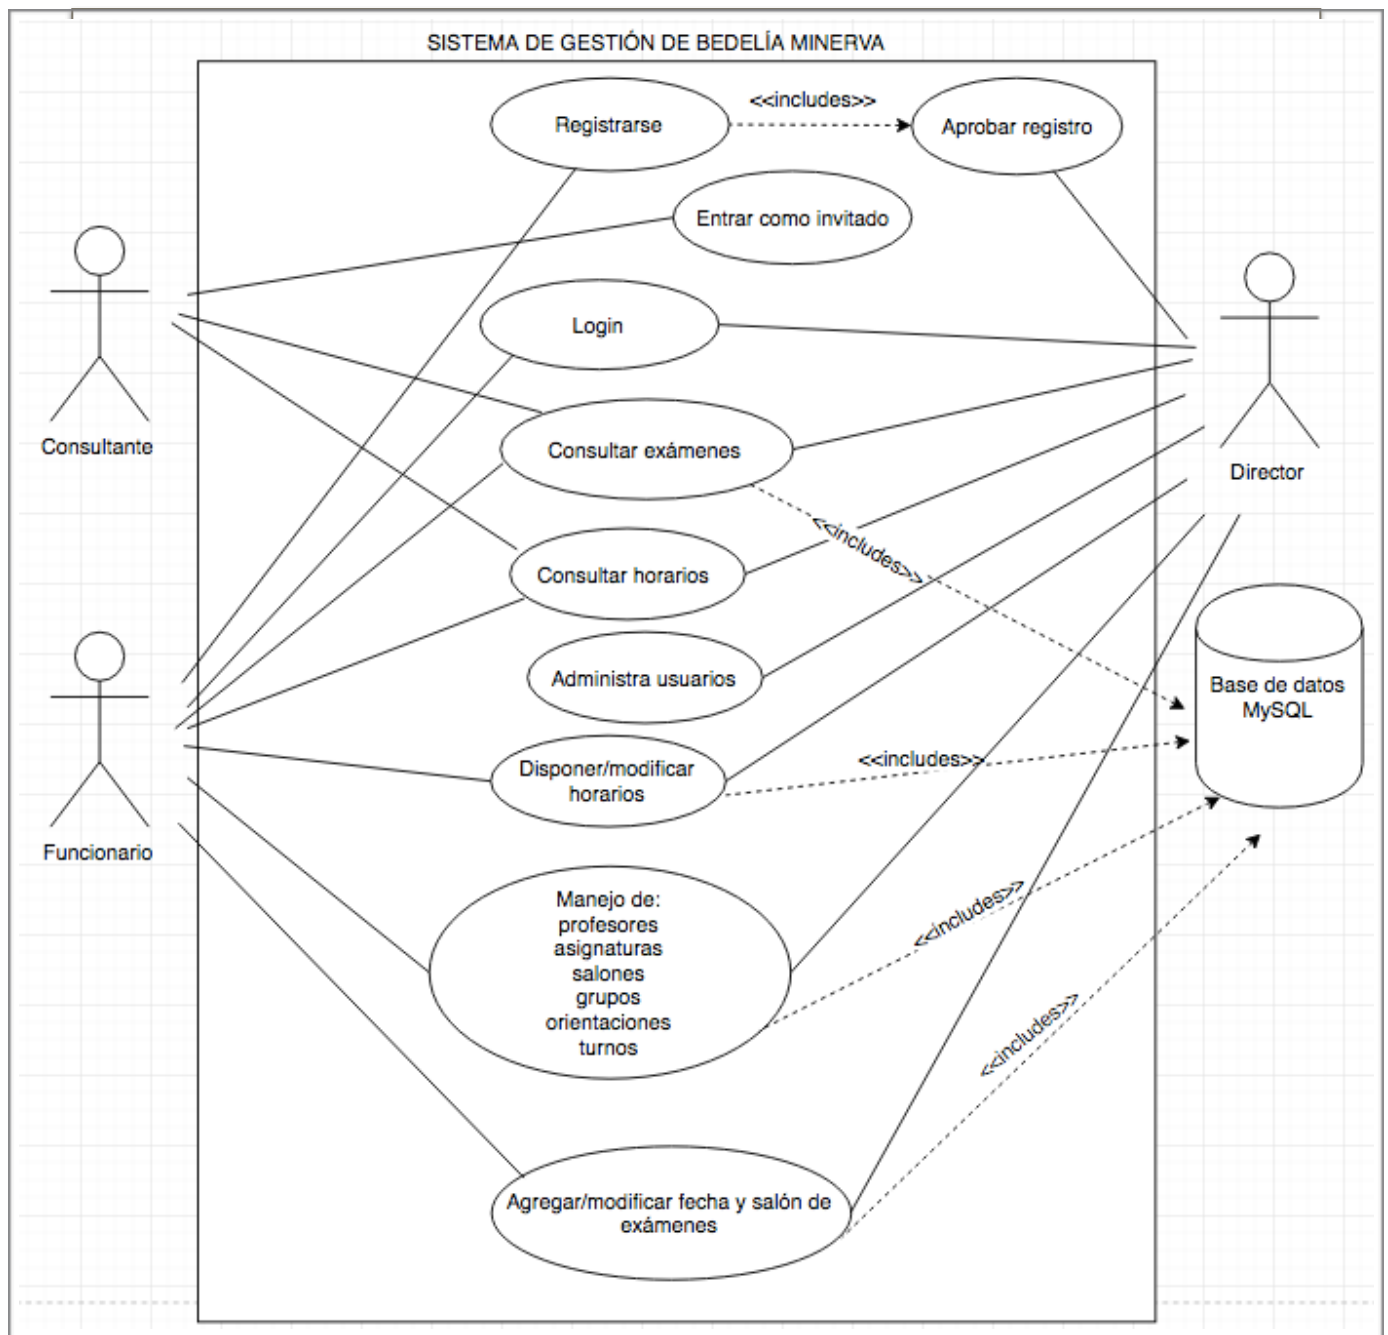 SISTEMA DE GESTIÓN DE BEDELÍA MINERVA
<<includes>>
Registrarse
Aprobar registro
Entrar como invitado
Login
Consultante
Consultar exámenes
Director
<<includes>>
Consultar horarios
Administra usuarios
Base de datos
MySQL
Disponer/modificar
horarios
<<includes>>
Funcionario
Manejo de:
profesores
asignaturas
salones
grupos
orientaciones
turnos
<<includes>>
<<includes>>
Agregar/modificar fecha y salón de
exámenes